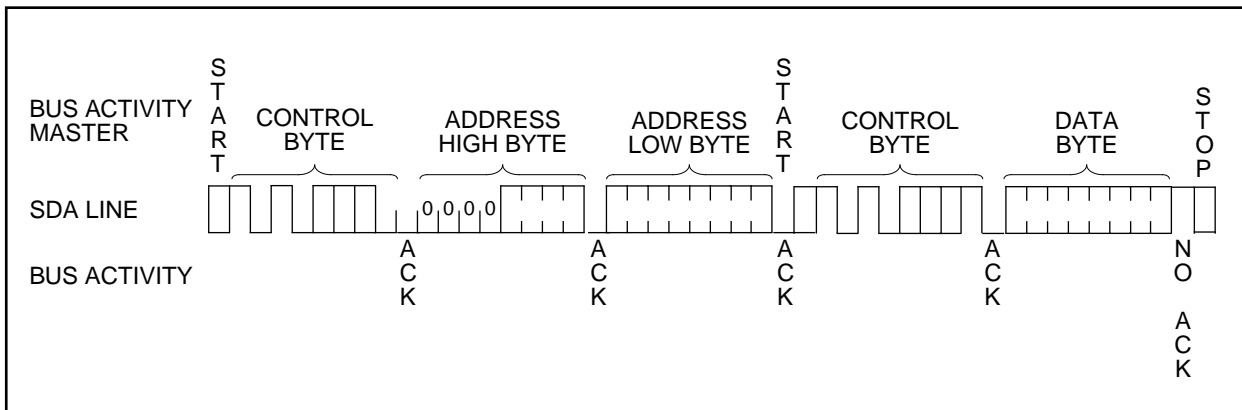 START
START
STOP
BUS ACTIVITY
MASTER
CONTROL
BYTE
ADDRESS
HIGH BYTE
ADDRESS
LOW BYTE
CONTROL
BYTE
DATA
BYTE
SDA LINE
0 0 0 0
BUS ACTIVITY
ACK
ACK
ACK
ACK
NO ACK